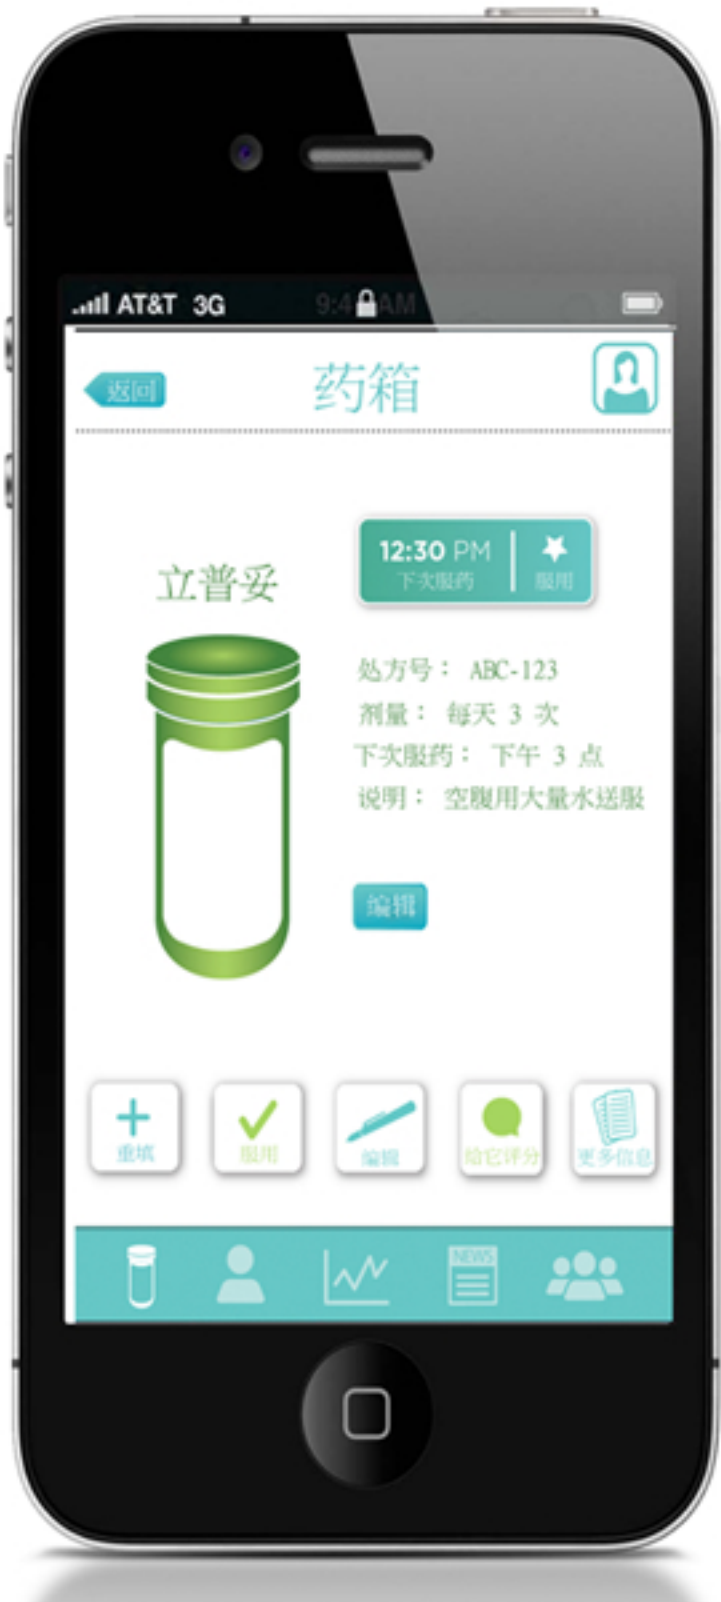 AT&T 3G 9:4 AM
返回
药箱
立普妥
12:30 PM
下次服药
服用
处方号： ABC-123
剂量： 每天 3 次
下次服药： 下午 3 点
说明： 空腹用大量水送服
编辑
重填
服用
编辑
给它评分
更多信息
NEWS